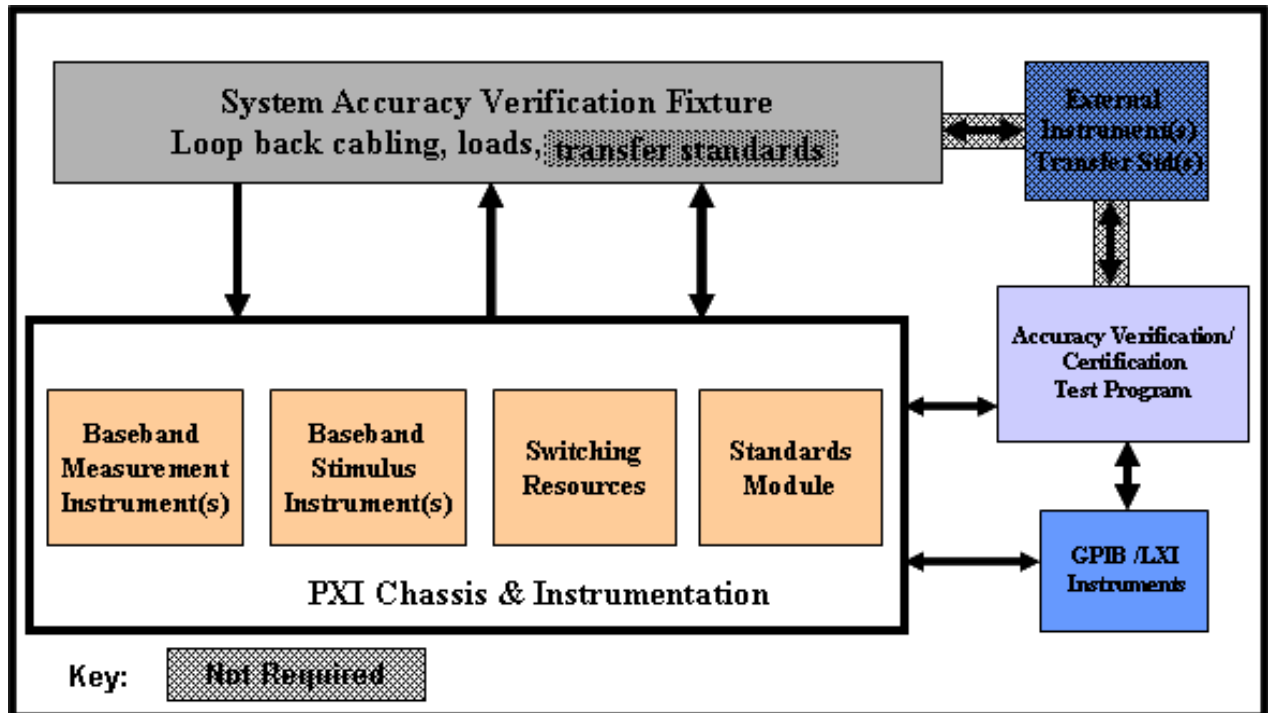 System Accuracy Verification Fixture
Loop back cabling, loads, transfer standards
External
Instrument(s)
Transfer Std(s)
Accuracy Verification/
Certification
Test Program
Baseband
Measurement
Instrument(s)
Baseband
Stimulus
Instrument(s)
Switching
Resources
Standards
Module
GPIB /LXI
Instruments
PXI Chassis & Instrumentation
Key:
Not Required